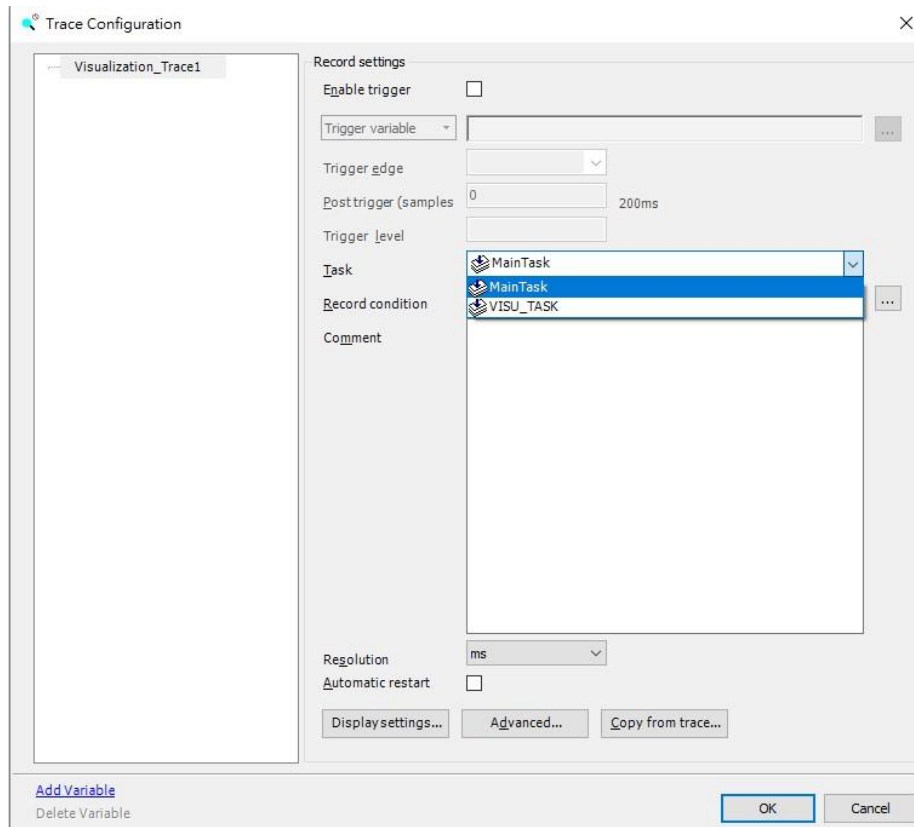 Trace Configuration
Visualization_Trace1
Record settings
Enable trigger
Trigger variable
...
Trigger edge
Post trigger (samples
0
200ms
Trigger level
Task
MainTask
MainTask
VISU_TASK
Record condition
...
Comment
Resolution
ms
Automatic restart
Display settings...
Advanced...
Copy from trace...
Add Variable
Delete Variable
OK
Cancel